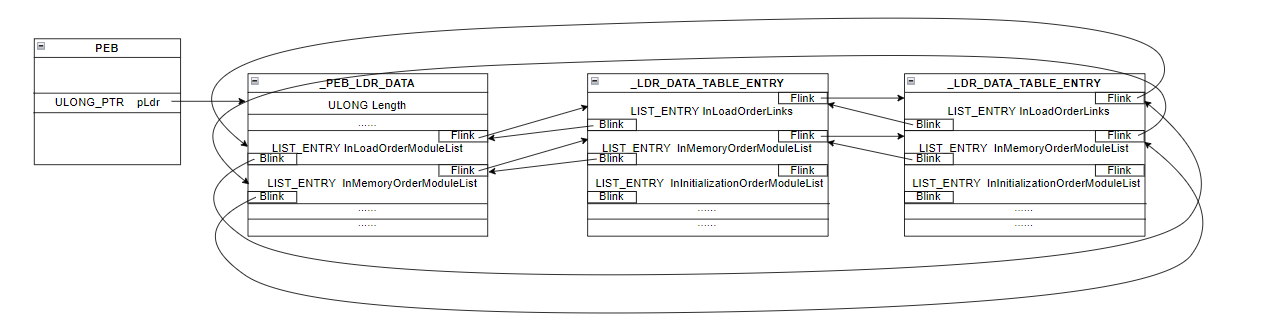 PEB
ULONG_PTR pLdr
_PEB_LDR_DATA
ULONG Length
......
Flink
LIST_ENTRY InLoadOrderModuleList
Blink
Flink
LIST_ENTRY InMemoryOrderModuleList
Blink
......
......
_LDR_DATA_TABLE_ENTRY
Flink
LIST_ENTRY InLoadOrderLinks
Blink
Flink
LIST_ENTRY InMemoryOrderModuleList
Blink
Flink
LIST_ENTRY InInitializationOrderModuleList
Blink
......
......
_LDR_DATA_TABLE_ENTRY
Flink
LIST_ENTRY InLoadOrderLinks
Blink
Flink
LIST_ENTRY InMemoryOrderModuleList
Blink
Flink
LIST_ENTRY InInitializationOrderModuleList
Blink
......
......